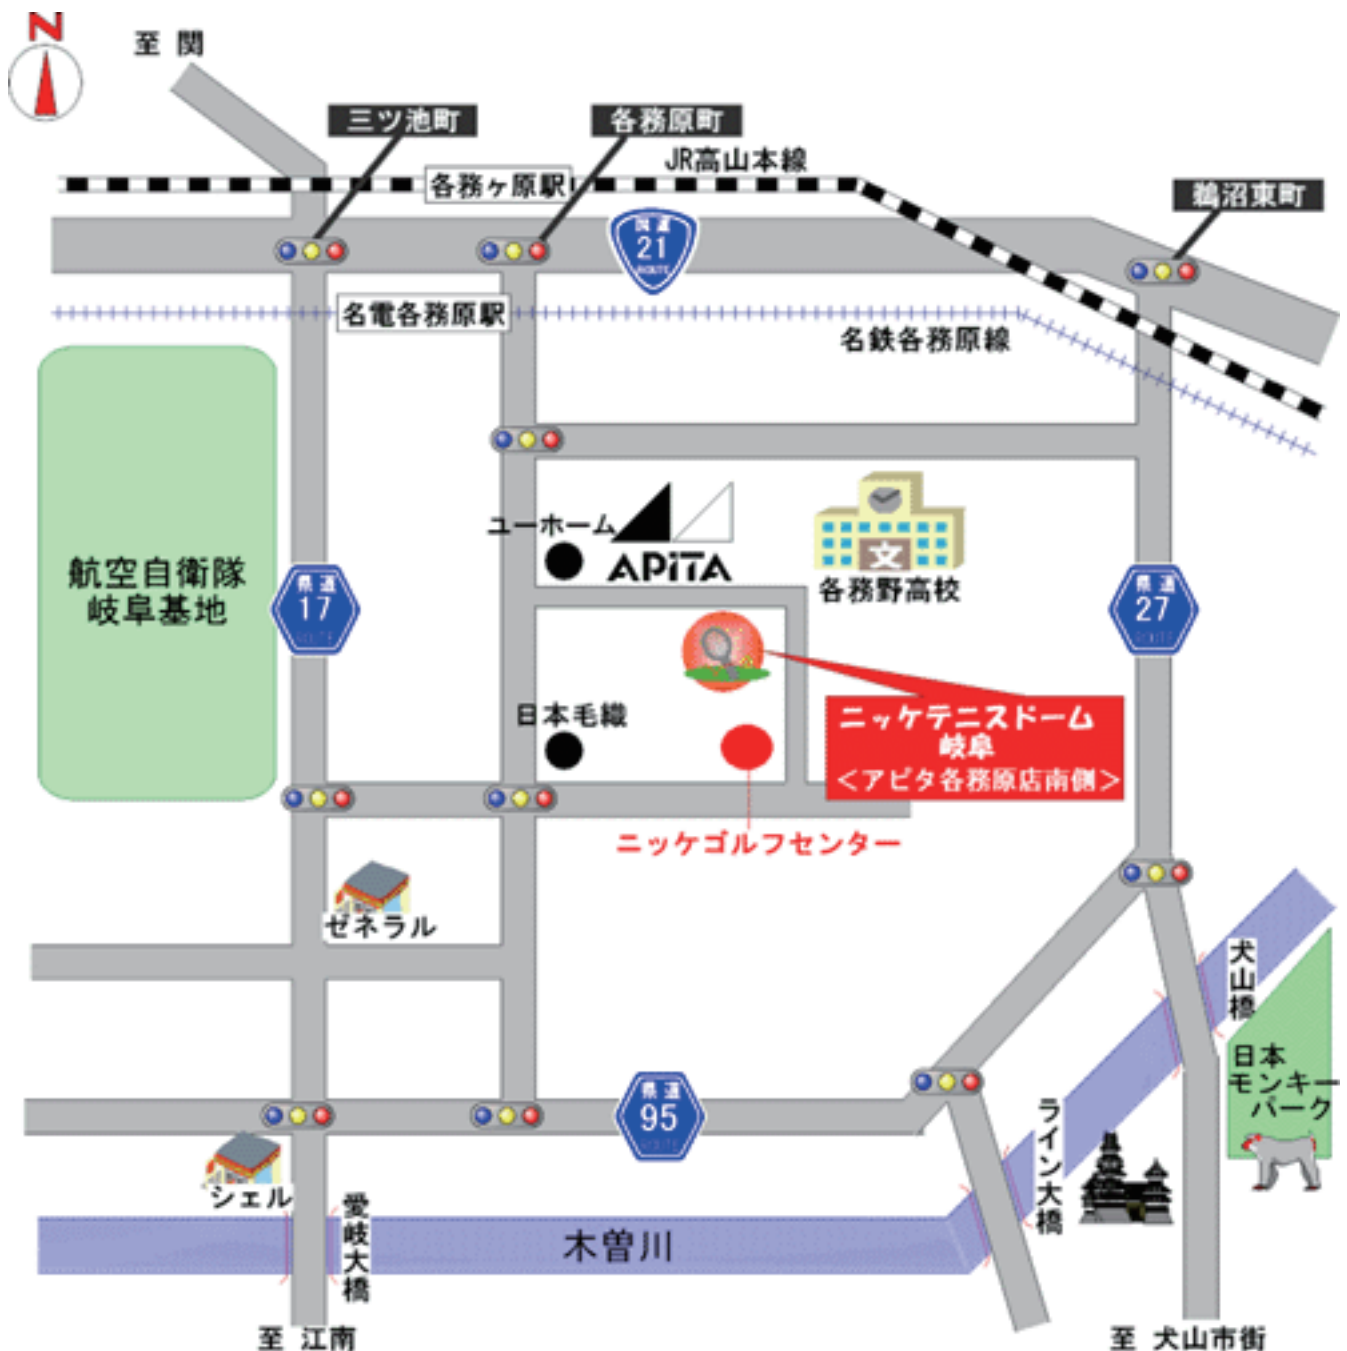 N
至 関
三ツ池町
各務原町
JR高山本線
各務ヶ原駅
鵜沼東町
国道
21
ROUTE
名電各務原駅
名鉄各務原線
ユーホーム
APiTA
文
各務野高校
航空自衛隊
岐阜基地
県道
17
ROUTE
県道
27
ROUTE
日本毛織
ニッケテニスドーム
岐阜
＜アピタ各務原店南側＞
ニッケゴルフセンター
ゼネラル
犬山橋
日本
モンキー
パーク
県道
95
ROUTE
ライン大橋
シェル
愛岐大橋
木曽川
至 江南
至 犬山市街